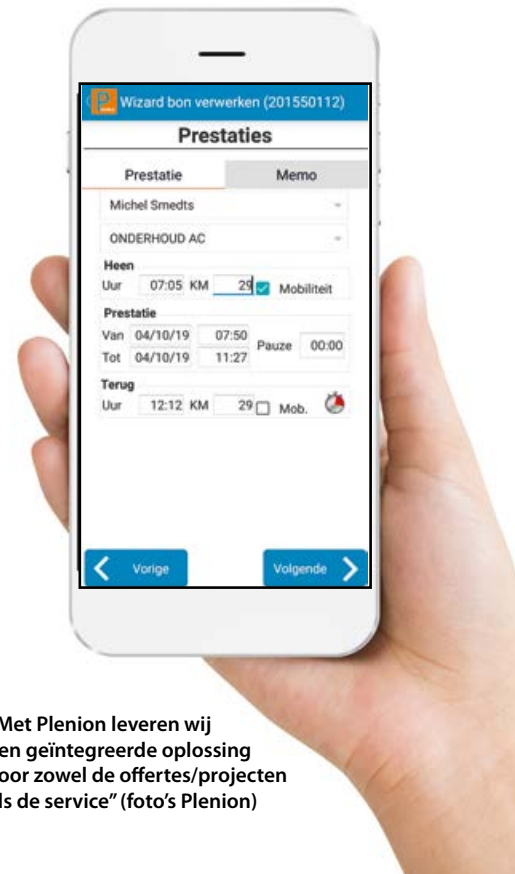 Wizard bon verwerken (201550112)
Prestaties
Prestatie Memo
Michel Smedts
ONDERHOUD AC
Heen
Uur 07:05 KM 29 Mobiliteit
Prestatie
Van 04/10/19 07:50
Pauze 00:00
Tot 04/10/19 11:27
Terug
Uur 12:12 KM 29 Mob.
Vorige Volgende
Met Plenion leveren wij
en geïntegreerde oplossing
oor zowel de offertes/projecten
ls de service” (foto’s Plenion)